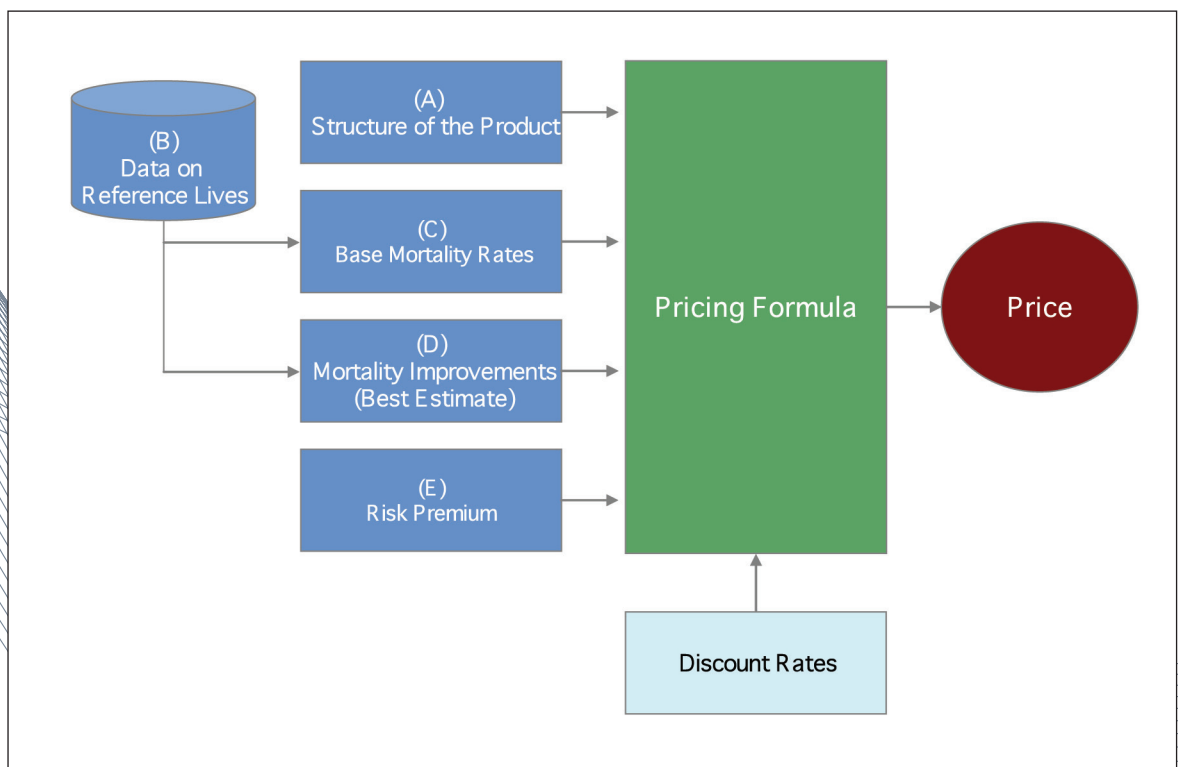 (A)
Structure of the Product
(B)
Data on
Reference Lives
(C)
Base Mortality Rates
(D)
Mortality Improvements
(Best Estimate)
(E)
Risk Premium
Pricing Formula
Price
Discount Rates